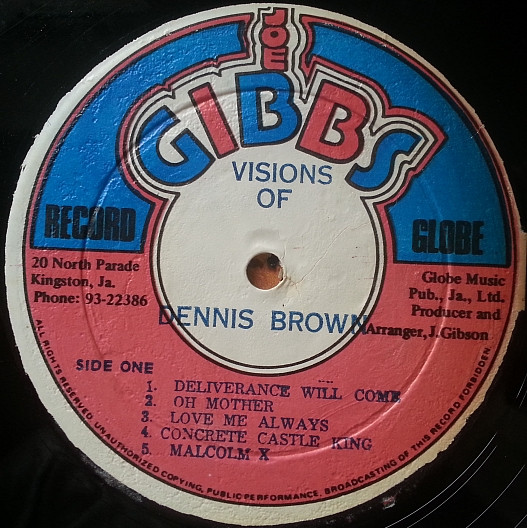 JOE
GIBBS
RECORD
GLOBE
VISIONS
OF
DENNIS BROWN
20 North Parade
Kingston, Ja.
Phone: 93-22386
Globe Music
Pub., Ja., Ltd.
Producer and
Arranger, J. Gibson
SIDE ONE
1. DELIVERANCE WILL COME
2. OH MOTHER
3. LOVE ME ALWAYS
4. CONCRETE CASTLE KING
5. MALCOLM X
ALL RIGHTS RESERVED. UNAUTHORIZED COPYING, PUBLIC PERFORMANCE, BROADCASTING OF THIS RECORD FORBIDDEN